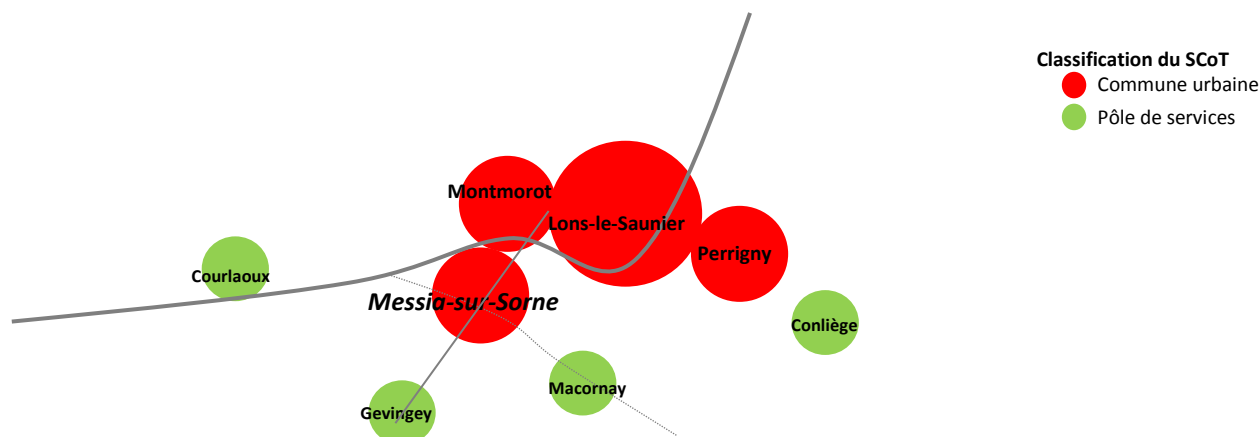 Classification du SCoT
Commune urbaine
Pôle de services
Montmorot
Lons-le-Saunier
Perrigny
Courlaoux
Messia-sur-Sorne
Conliège
Macornay
Gevingey